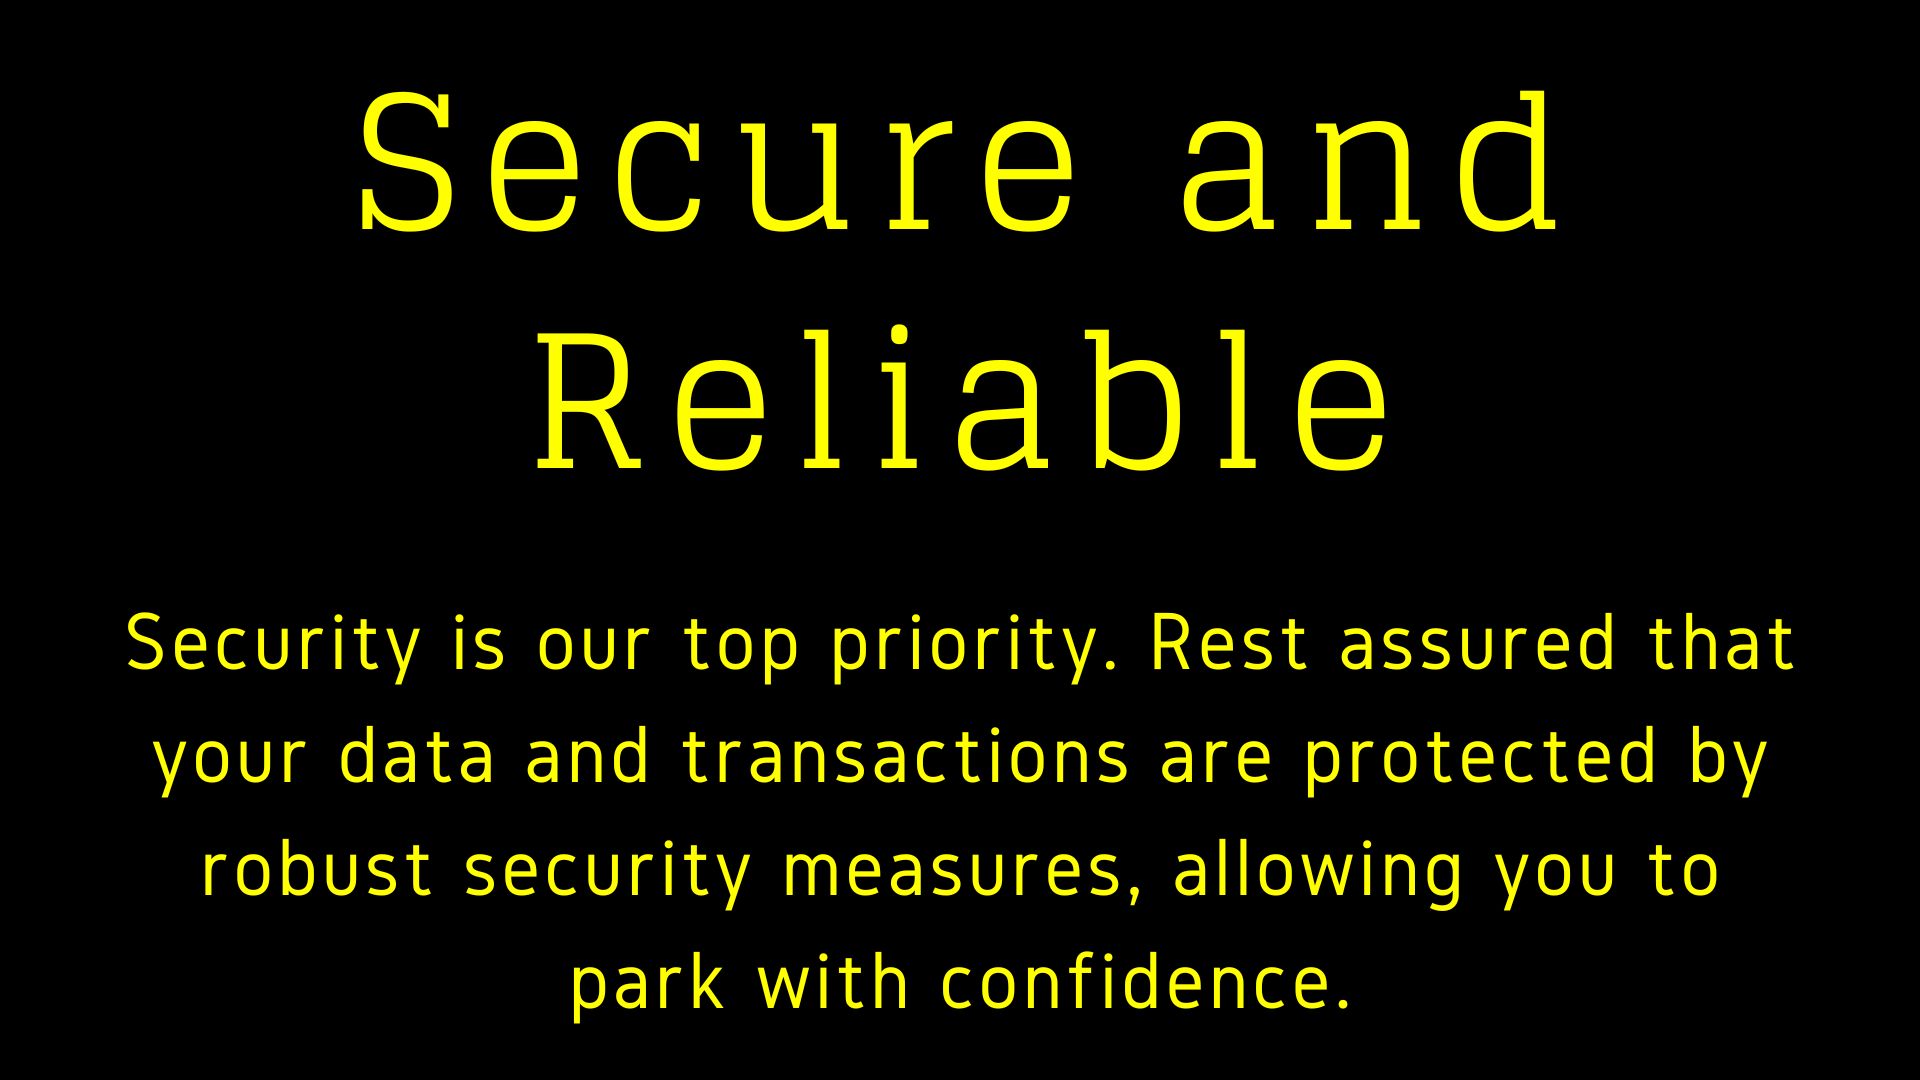 Secure and
Reliable
Security is our top priority. Rest assured that
your data and transactions are protected by
robust security measures, allowing you to
park with confidence.